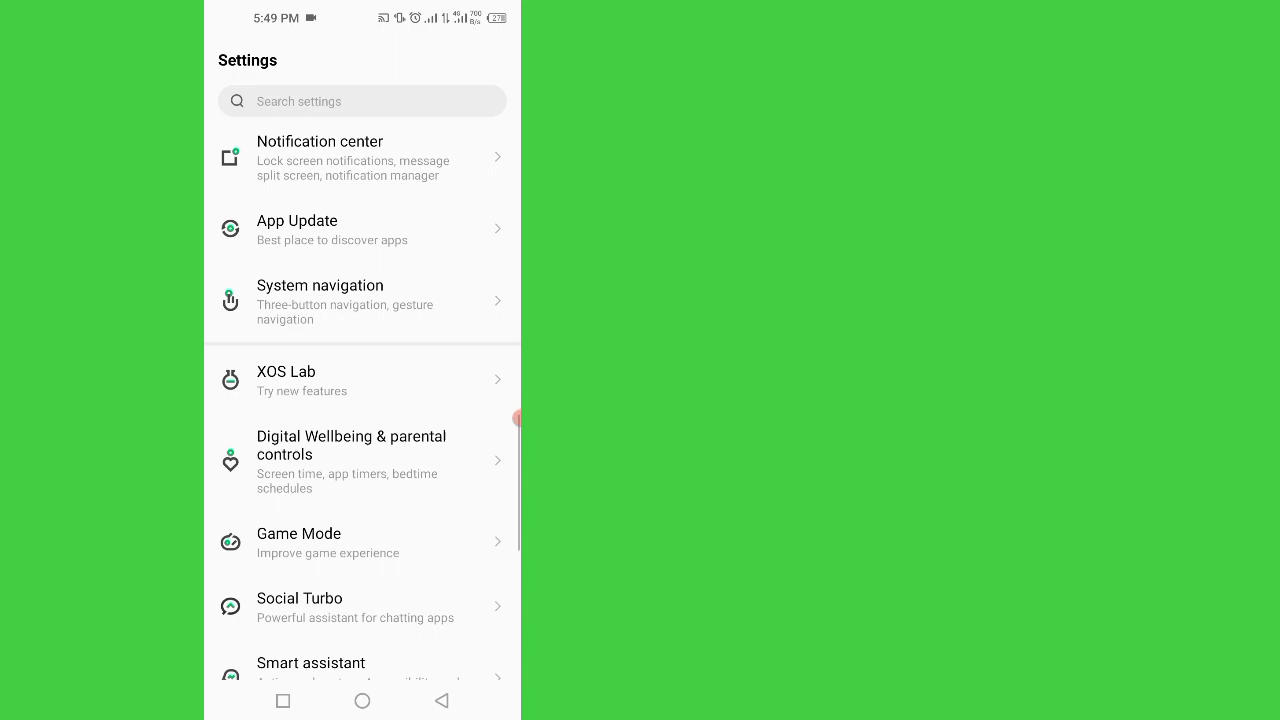 5:49 PM
4G
700
B/s
27
Settings
Search settings
Notification center
Lock screen notifications, message
split screen, notification manager
App Update
Best place to discover apps
System navigation
Three-button navigation, gesture
navigation
XOS Lab
Try new features
Digital Wellbeing & parental
controls
Screen time, app timers, bedtime
schedules
Game Mode
Improve game experience
Social Turbo
Powerful assistant for chatting apps
Smart assistant